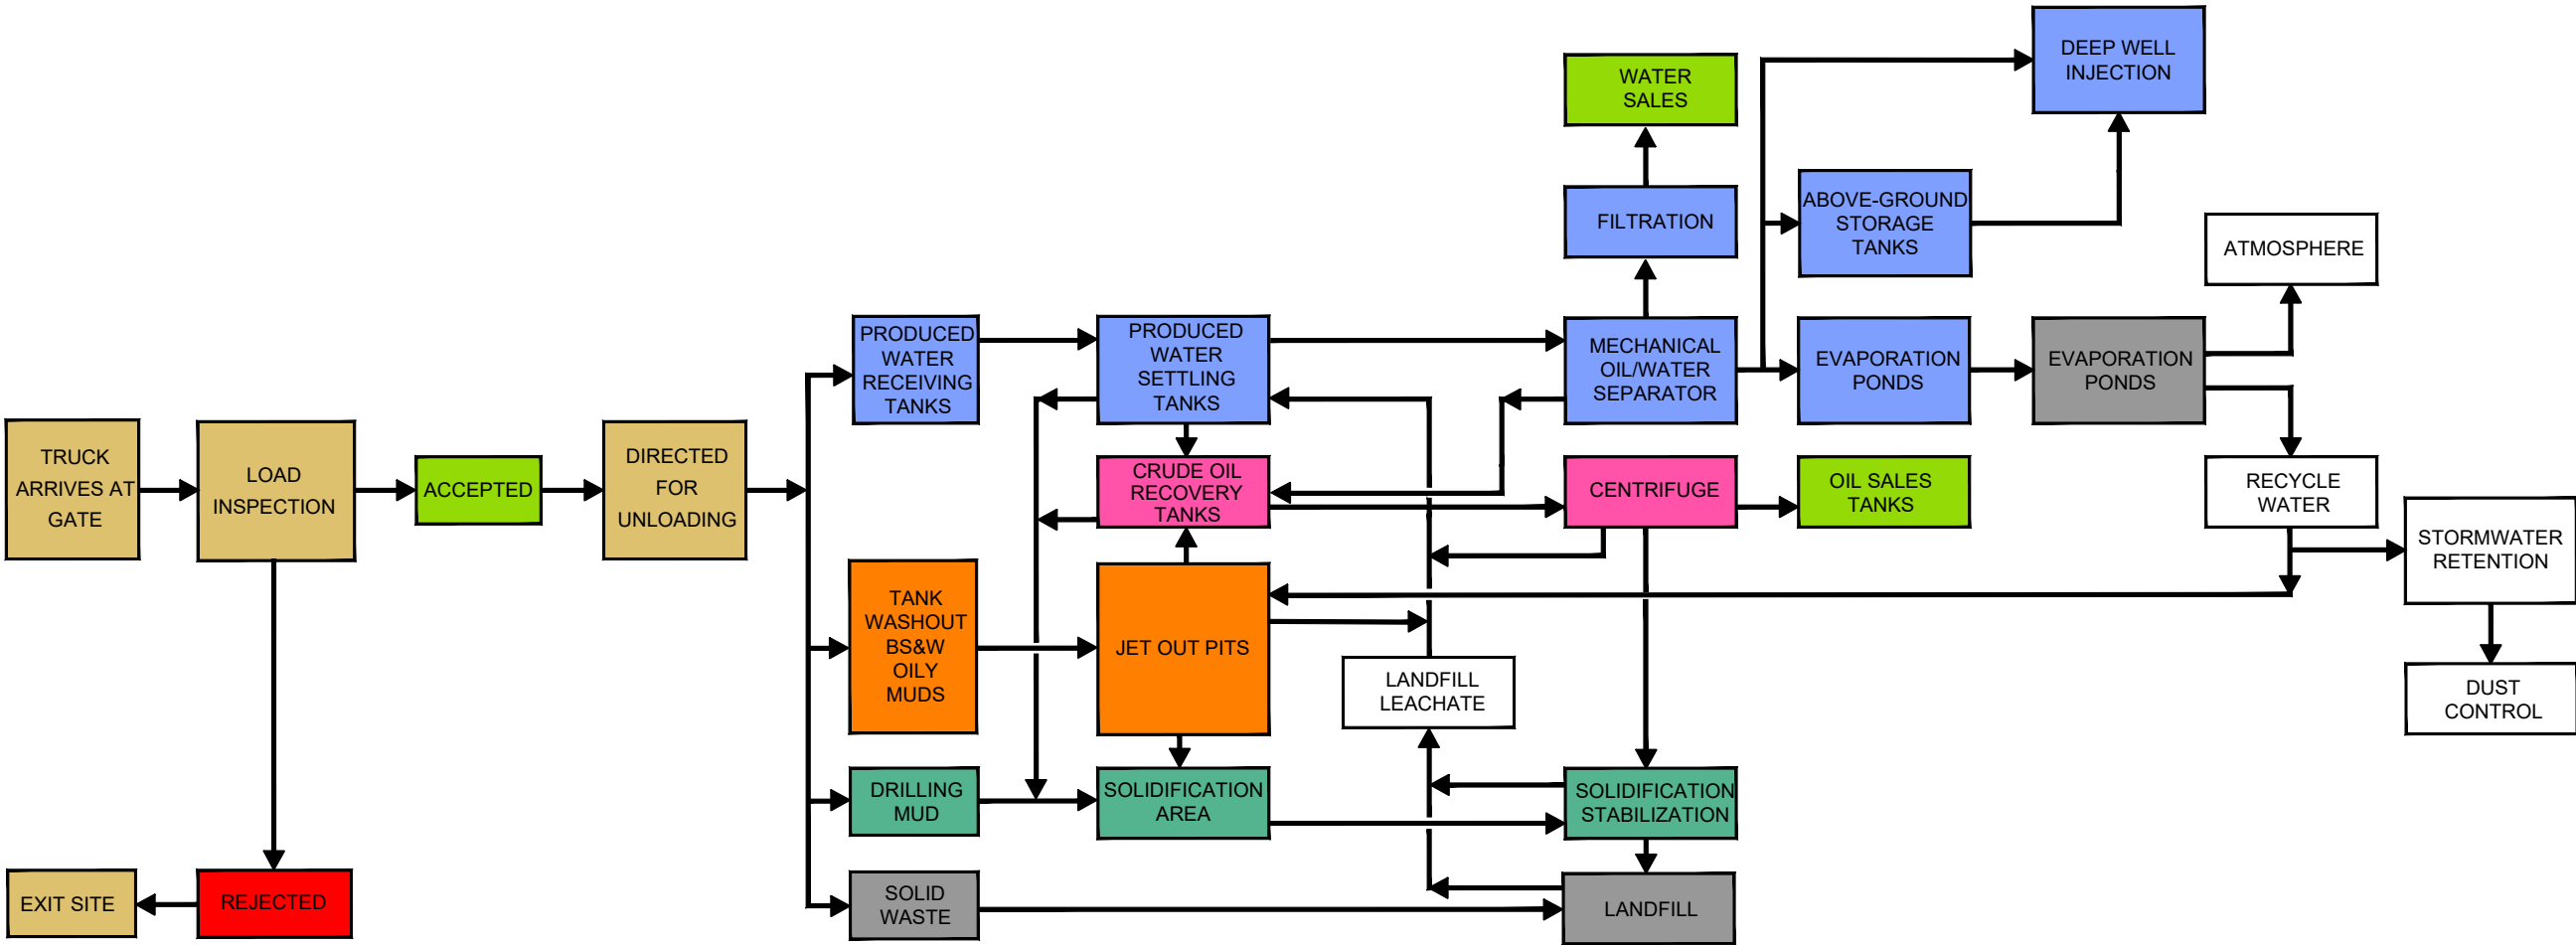 TRUCK
ARRIVES AT
GATE
LOAD
INSPECTION
ACCEPTED
DIRECTED
FOR
UNLOADING
REJECTED
EXIT SITE
PRODUCED
WATER
RECEIVING
TANKS
TANK
WASHOUT
BS&W
OILY
MUDS
DRILLING
MUD
SOLID
WASTE
PRODUCED
WATER
SETTLING
TANKS
CRUDE OIL
RECOVERY
TANKS
JET OUT PITS
SOLIDIFICATION
AREA
LANDFILL
LEACHATE
WATER
SALES
FILTRATION
MECHANICAL
OIL/WATER
SEPARATOR
CENTRIFUGE
SOLIDIFICATION
STABILIZATION
LANDFILL
DEEP WELL
INJECTION
ABOVE-GROUND
STORAGE
TANKS
EVAPORATION
PONDS
OIL SALES
TANKS
EVAPORATION
PONDS
ATMOSPHERE
RECYCLE
WATER
STORMWATER
RETENTION
DUST
CONTROL